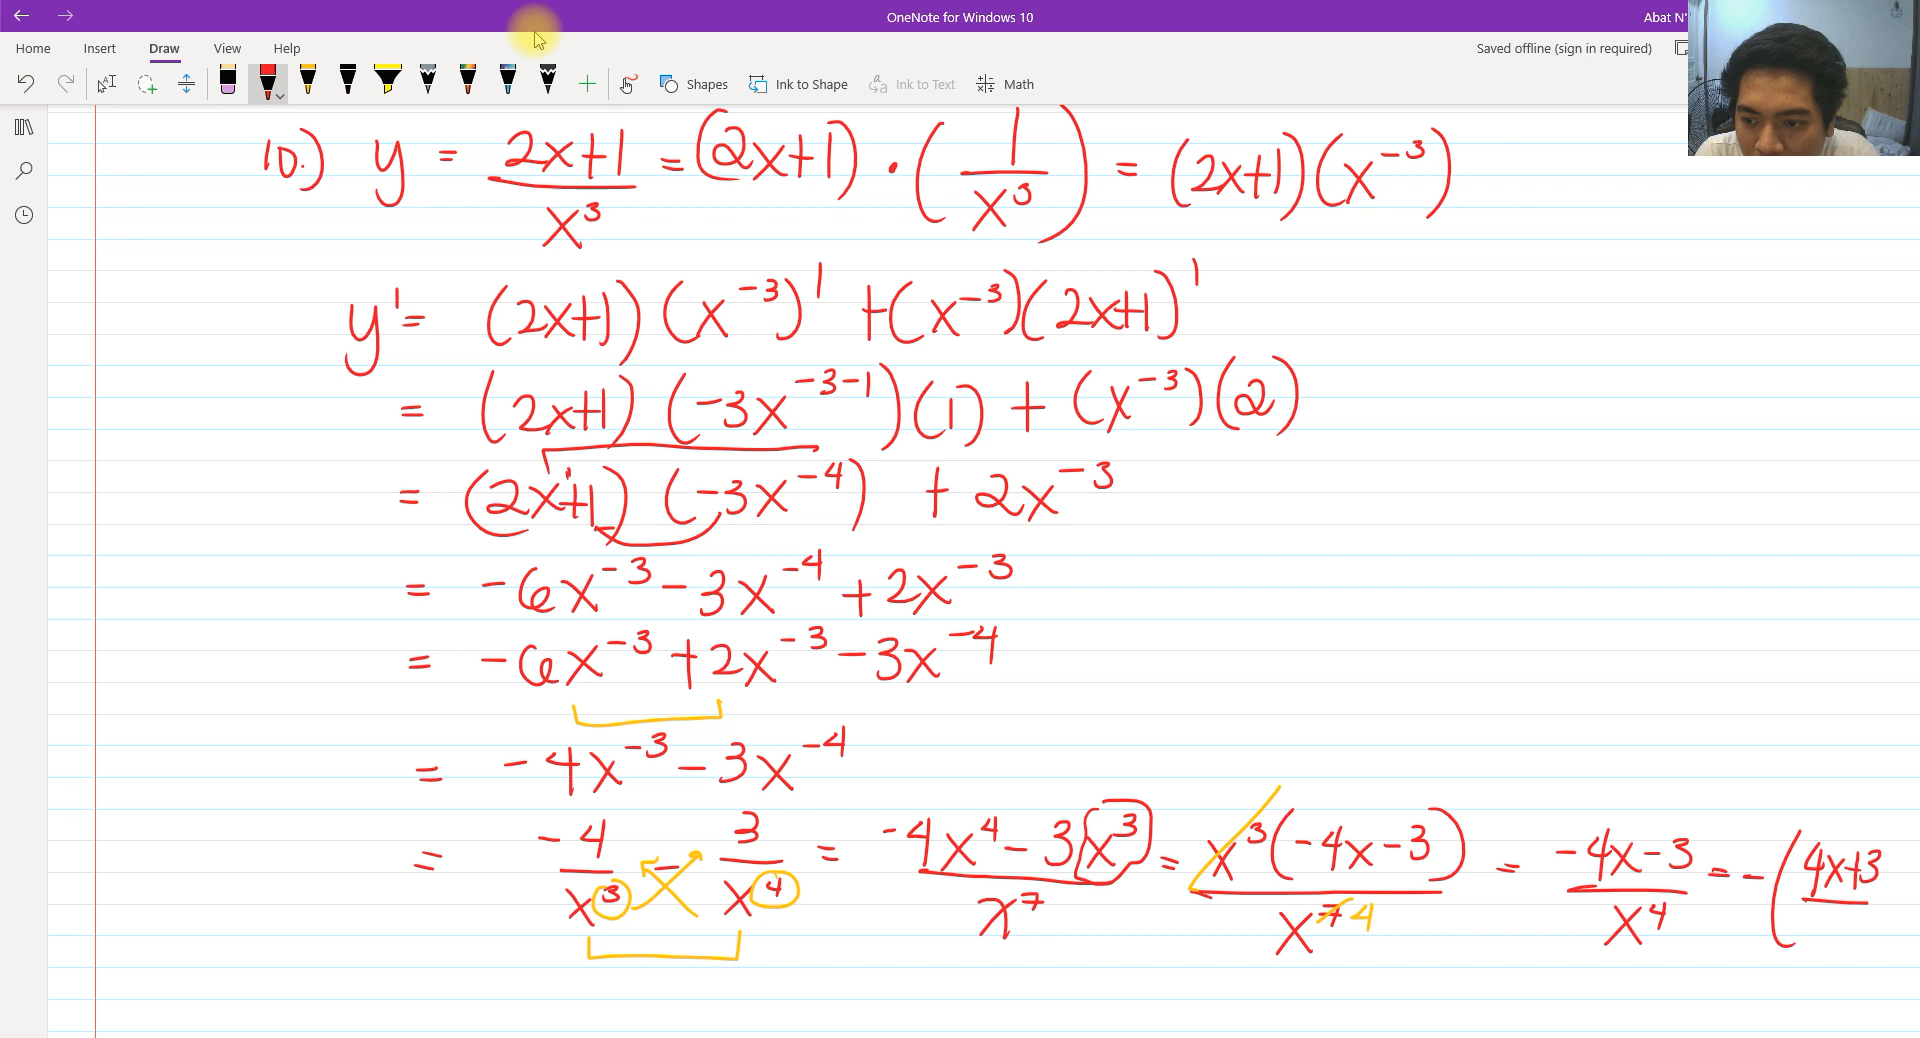 OneNote for Windows 10
Abat N'
Home Insert Draw View Help
Saved offline (sign in required)
Shapes Ink to Shape Ink to Text Math
10.) y = 2x+1 / x³ = (2x+1) · (1 / x³) = (2x+1)(x⁻³)
y' = (2x+1)(x⁻³)' + (x⁻³)(2x+1)'
= (2x+1)(-3x⁻³⁻¹)(1) + (x⁻³)(2)
= (2x+1)(-3x⁻⁴) + 2x⁻³
= -6x⁻³ - 3x⁻⁴ + 2x⁻³
= -6x⁻³ + 2x⁻³ - 3x⁻⁴
= -4x⁻³ - 3x⁻⁴
= -4 / x³ - 3 / x⁴ = -4x⁴ - 3x³ / x⁷ = x³(-4x-3) / x⁷ 4 = -4x-3 / x⁴ = -(4x+3